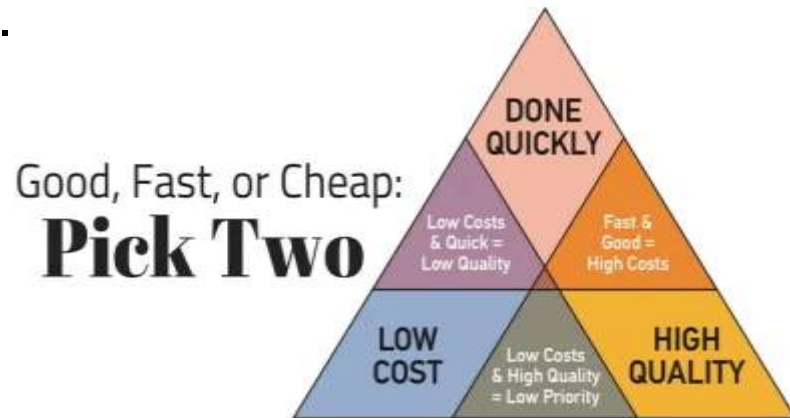 Good, Fast, or Cheap:
Pick Two
DONE
QUICKLY
Low Costs
& Quick =
Low Quality
Fast &
Good =
High Costs
LOW
COST
Low Costs
& High Quality
= Low Priority
HIGH
QUALITY